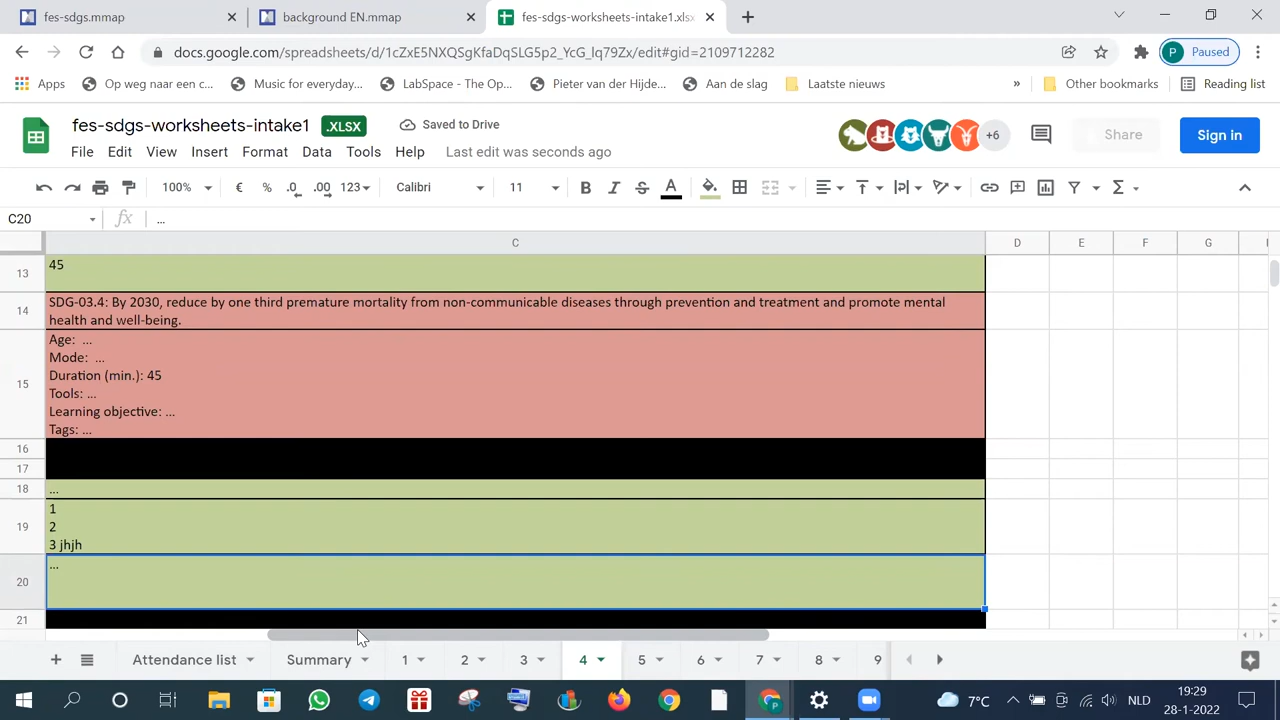 fes-sdgs.mmap
background EN.mmap
fes-sdgs-worksheets-intake1.xlsx
docs.google.com/spreadsheets/d/1cZxE5NXQSgKfaDqSLG5p2_YcG_lq79Zx/edit#gid=2109712282
Paused
Apps
Op weg naar een c...
Music for everyday...
LabSpace - ThɘOp...
Pieter van der Hijde...
Aan de slag
Laatste nieuws
»
Other bookmarks
Reading list
fes-sdgs-worksheets-intake1 .XLSX
Saved to Drive
+6
Share
Sign in
File Edit View Insert Format Data Tools Help Last edit was seconds ago
100% € % .0 .00 123 Calibri 11 B I S A
C20 fx ...
C D E F G
13 45
14 SDG-03.4: By 2030, reduce by one third premature mortality from non-communicable diseases through prevention and treatment and promote mental
health and well-being.
Age: ...
Mode: ...
15 Duration (min.): 45
Tools: ...
Learning objective: ...
Tags: ...
16
17
18 ...
1
19 2
3 jhjh
...
20
21
+ Attendance list Summary 1 2 3 4 5 6 7 8 9
7°C NLD 19:29
28-1-2022